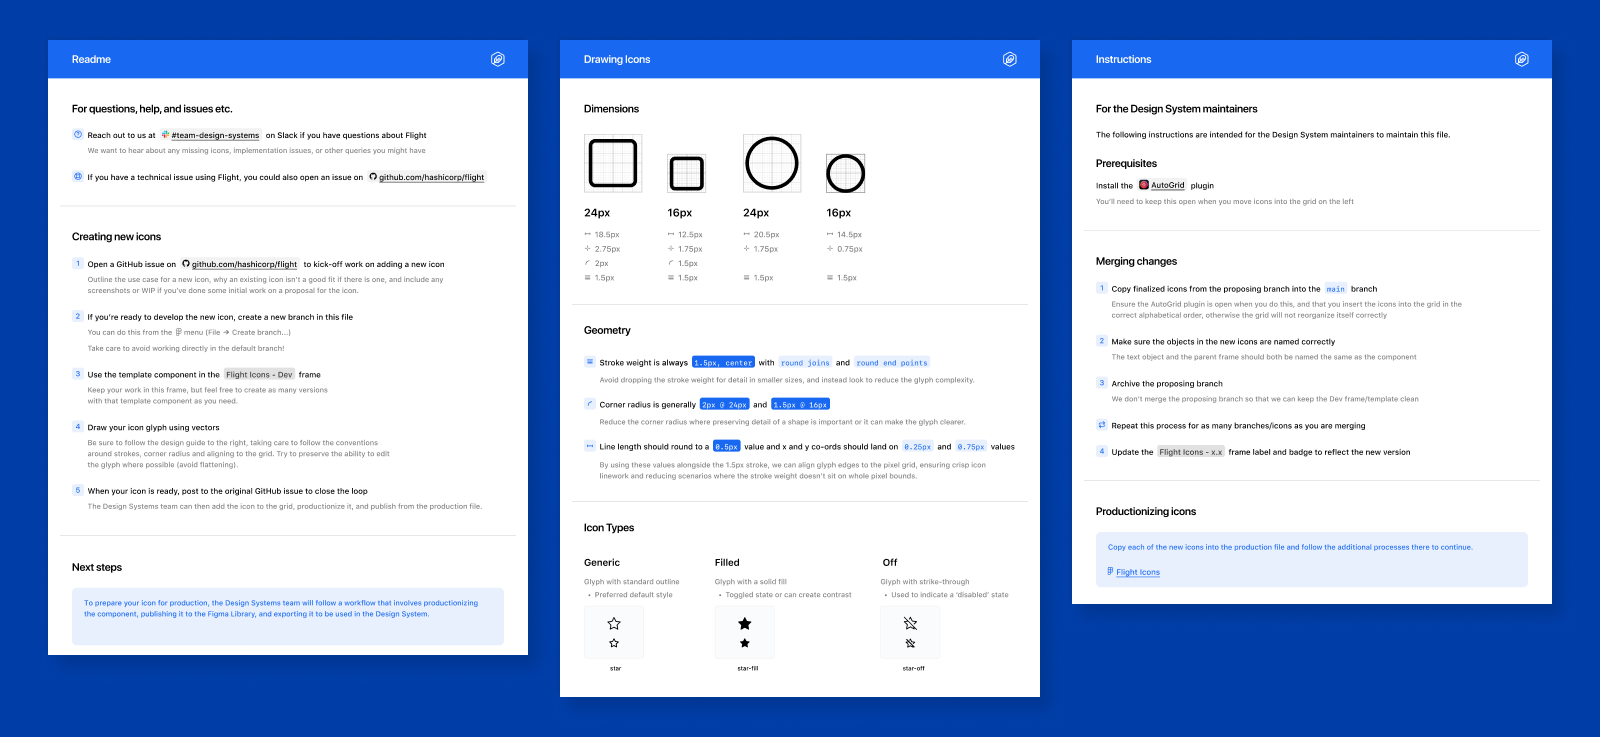 Readme
For questions, help, and issues etc.
Reach out to us at #team-design-systems on Slack if you have questions about Flight
We want to hear about any missing icons, implementation issues, or other queries you might have
If you have a technical issue using Flight, you could also open an issue on github.com/hashicorp/flight
Creating new icons
1 Open a GitHub issue on github.com/hashicorp/flight to kick-off work on adding a new icon
Outline the use case for a new icon, why an existing icon isn't a good fit if there is one, and include any
screenshots or WIP if you've done some initial work on a proposal for the icon.
2 If you're ready to develop the new icon, create a new branch in this file
You can do this from the menu (File → Create branch...)
Take care to avoid working directly in the default branch!
3 Use the template component in the Flight Icons - Dev frame
Keep your work in this frame, but feel free to create as many versions
with that template component as you need.
4 Draw your icon glyph using vectors
Be sure to follow the design guide to the right, taking care to follow the conventions
around strokes, corner radius and aligning to the grid. Try to preserve the ability to edit
the glyph where possible (avoid flattening).
5 When your icon is ready, post to the original GitHub issue to close the loop
The Design Systems team can then add the icon to the grid, productionize it, and publish from the production file.
Next steps
To prepare your icon for production, the Design Systems team will follow a workflow that involves productionizing
the component, publishing it to the Figma Library, and exporting it to be used in the Design System.
Drawing Icons
Dimensions
24px 16px 24px 16px
18.5px 12.5px 20.5px 14.5px
2.75px 1.75px 1.75px 0.75px
2px 1.5px
1.5px 1.5px 1.5px 1.5px
Geometry
Stroke weight is always 1.5px, center with round joins and round end points
Avoid dropping the stroke weight for detail in smaller sizes, and instead look to reduce the glyph complexity.
Corner radius is generally 2px @ 24px and 1.5px @ 16px
Reduce the corner radius where preserving detail of a shape is important or it can make the glyph clearer.
Line length should round to a 0.5px value and x and y co-ords should land on 0.25px and 0.75px values
By using these values alongside the 1.5px stroke, we can align glyph edges to the pixel grid, ensuring crisp icon
linework and reducing scenarios where the stroke weight doesn't sit on whole pixel bounds.
Icon Types
Generic Filled Off
Glyph with standard outline Glyph with a solid fill Glyph with strike-through
• Preferred default style • Toggled state or can create contrast • Used to indicate a 'disabled' state
star star-fill star-off
Instructions
For the Design System maintainers
The following instructions are intended for the Design System maintainers to maintain this file.
Prerequisites
Install the AutoGrid plugin
You'll need to keep this open when you move icons into the grid on the left
Merging changes
1 Copy finalized icons from the proposing branch into the main branch
Ensure the AutoGrid plugin is open when you do this, and that you insert the icons into the grid in the
correct alphabetical order, otherwise the grid will not reorganize itself correctly
2 Make sure the objects in the new icons are named correctly
The text object and the parent frame should both be named the same as the component
3 Archive the proposing branch
We don't merge the proposing branch so that we can keep the Dev frame/template clean
Repeat this process for as many branches/icons as you are merging
4 Update the Flight Icons - x.x frame label and badge to reflect the new version
Productionizing icons
Copy each of the new icons into the production file and follow the additional processes there to continue.
Flight Icons